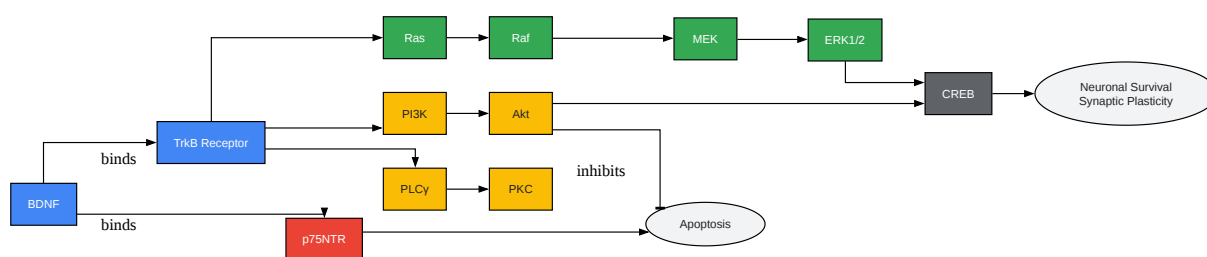 Ras
Raf
MEK
ERK1/2
Neuronal Survival
Synaptic Plasticity
CREB
PI3K
Akt
TrkB Receptor
binds
inhibits
PLCγ
PKC
BDNF
binds
Apoptosis
p75NTR